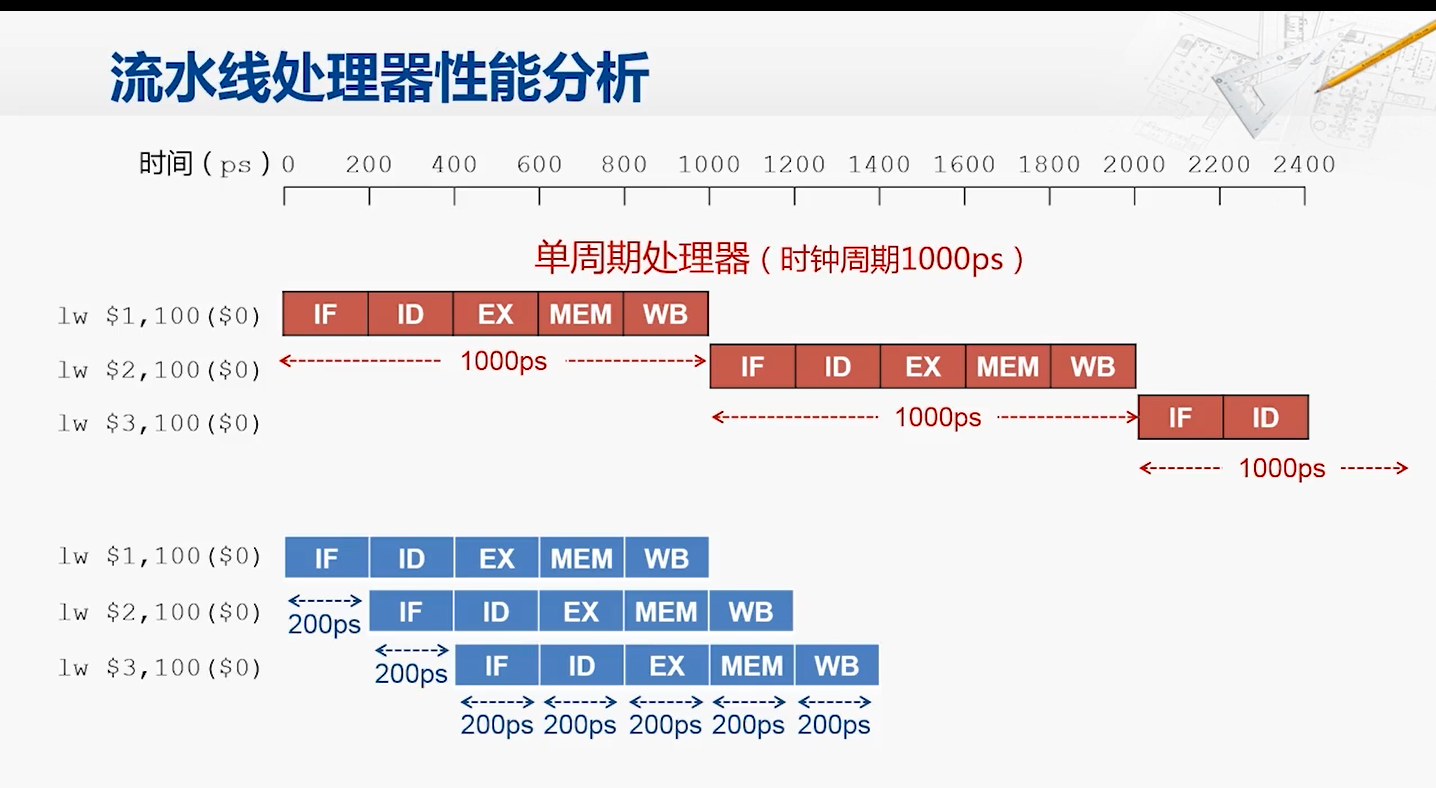 流水线处理器性能分析
时间（ps）0 200 400 600 800 1000 1200 1400 1600 1800 2000 2200 2400
单周期处理器（时钟周期1000ps）
lw $1,100($0) IF ID EX MEM WB
1000ps
lw $2,100($0) IF ID EX MEM WB
1000ps
lw $3,100($0) IF ID
1000ps
lw $1,100($0) IF ID EX MEM WB
200ps
lw $2,100($0) IF ID EX MEM WB
200ps
lw $3,100($0) IF ID EX MEM WB
200ps 200ps 200ps 200ps 200ps